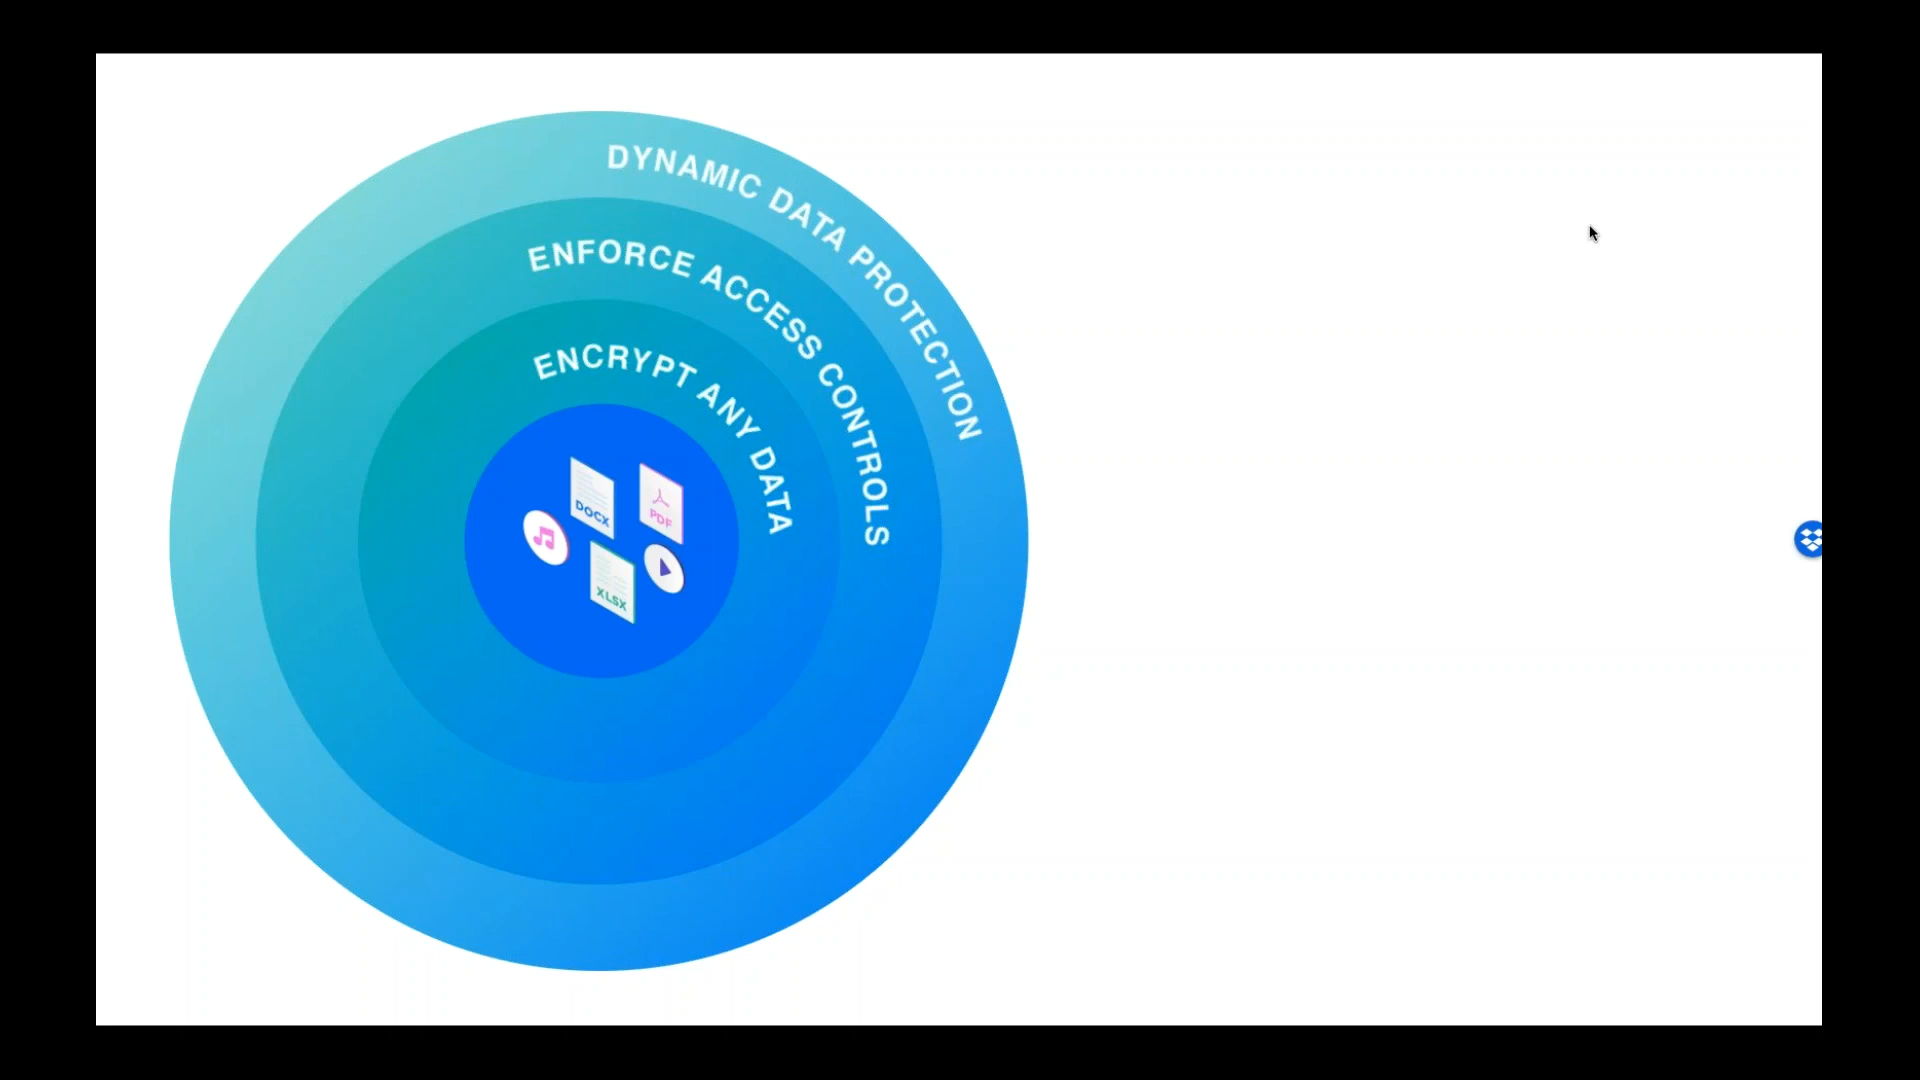 DYNAMIC DATA PROTECTION
ENFORCE ACCESS CONTROLS
ENCRYPT ANY DATA
DOCX
PDF
XLSX